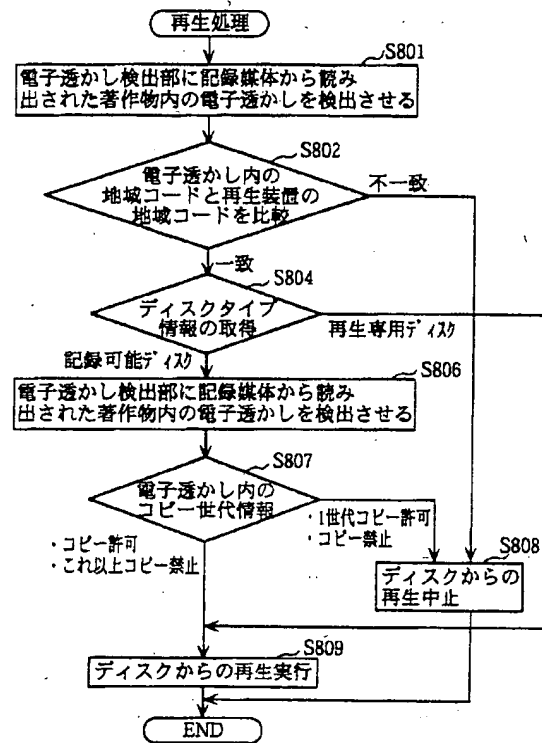 再生処理
S801
電子透かし検出部に記録媒体から読み
出された著作物内の電子透かしを検出させる
S802
電子透かし内の
地域コードと再生装置の
地域コードを比較
不一致
一致
S804
ディスクタイプ
情報の取得
再生専用ディスク
記録可能ディスク
S806
電子透かし検出部に記録媒体から読み
出された著作物内の電子透かしを検出させる
S807
電子透かし内の
コピー世代情報
・1世代コピー許可
・コピー禁止
・コピー許可
・これ以上コピー禁止
S808
ディスクからの
再生中止
S809
ディスクからの再生実行
END